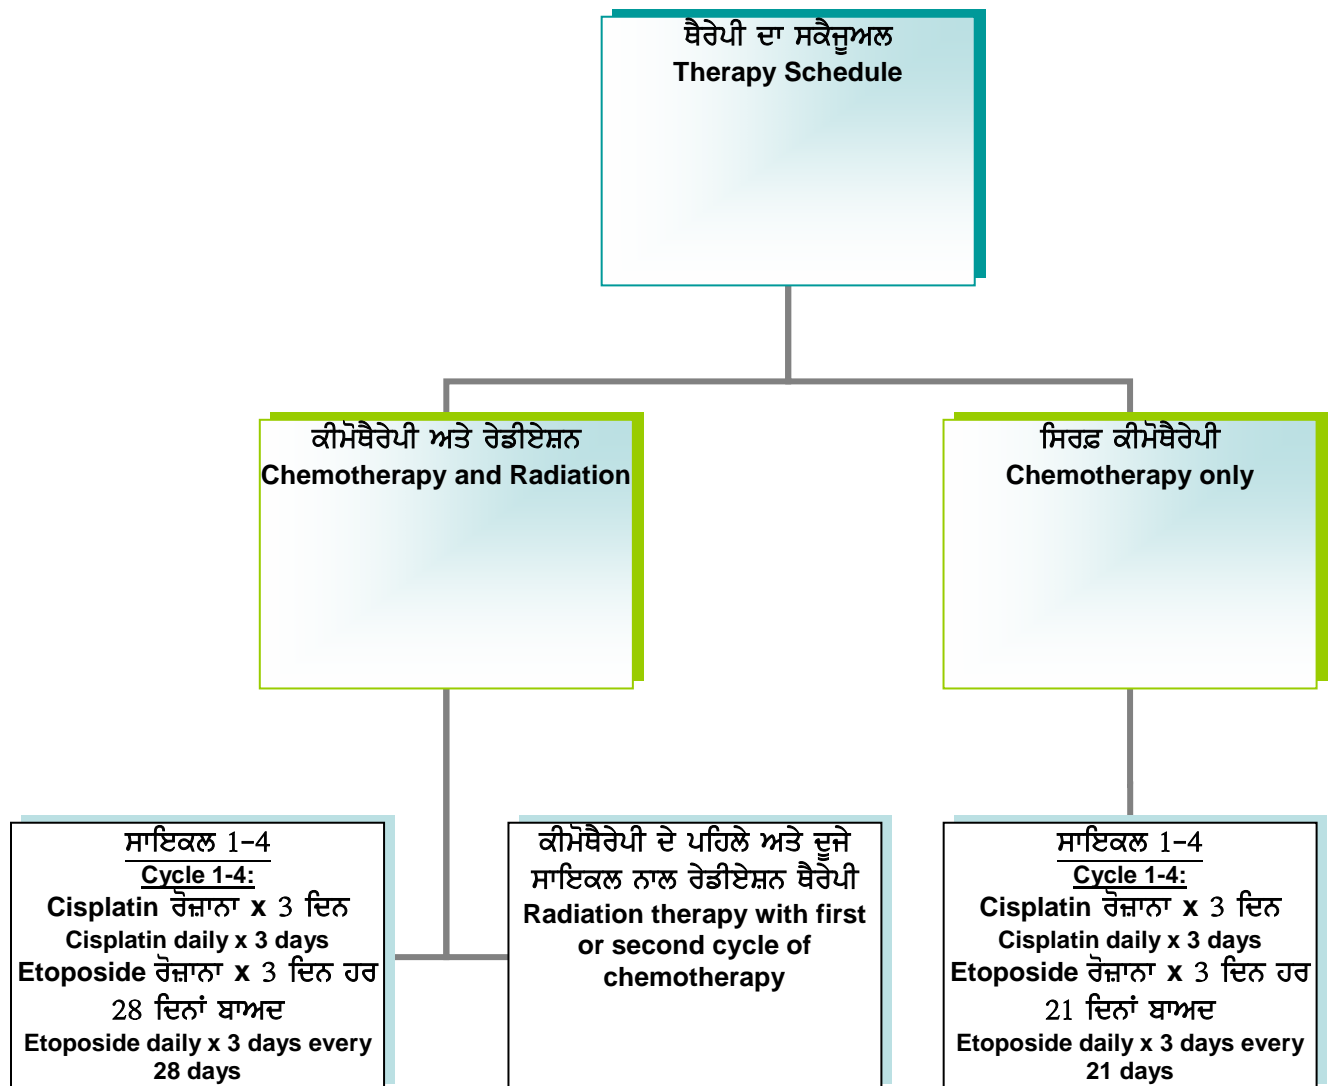 ਥੈਰੇਪੀ ਦਾ ਸਕੈਜੂਅਲ
Therapy Schedule
ਕੀਮੋਥੈਰੇਪੀ ਅਤੇ ਰੇਡੀਏਸ਼ਨ
Chemotherapy and Radiation
ਸਿਰਫ਼ ਕੀਮੋਥੈਰੇਪੀ
Chemotherapy only
ਸਾਇਕਲ 1-4
Cycle 1-4:
Cisplatin ਰੋਜ਼ਾਨਾ x 3 ਦਿਨ
Cisplatin daily x 3 days
Etoposide ਰੋਜ਼ਾਨਾ x 3 ਦਿਨ ਹਰ
28 ਦਿਨਾਂ ਬਾਅਦ
Etoposide daily x 3 days every
28 days
ਕੀਮੋਥੈਰੇਪੀ ਦੇ ਪਹਿਲੇ ਅਤੇ ਦੂਜੇ
ਸਾਇਕਲ ਨਾਲ ਰੇਡੀਏਸ਼ਨ ਥੈਰੇਪੀ
Radiation therapy with first
or second cycle of
chemotherapy
ਸਾਇਕਲ 1-4
Cycle 1-4:
Cisplatin ਰੋਜ਼ਾਨਾ x 3 ਦਿਨ
Cisplatin daily x 3 days
Etoposide ਰੋਜ਼ਾਨਾ x 3 ਦਿਨ ਹਰ
21 ਦਿਨਾਂ ਬਾਅਦ
Etoposide daily x 3 days every
21 days